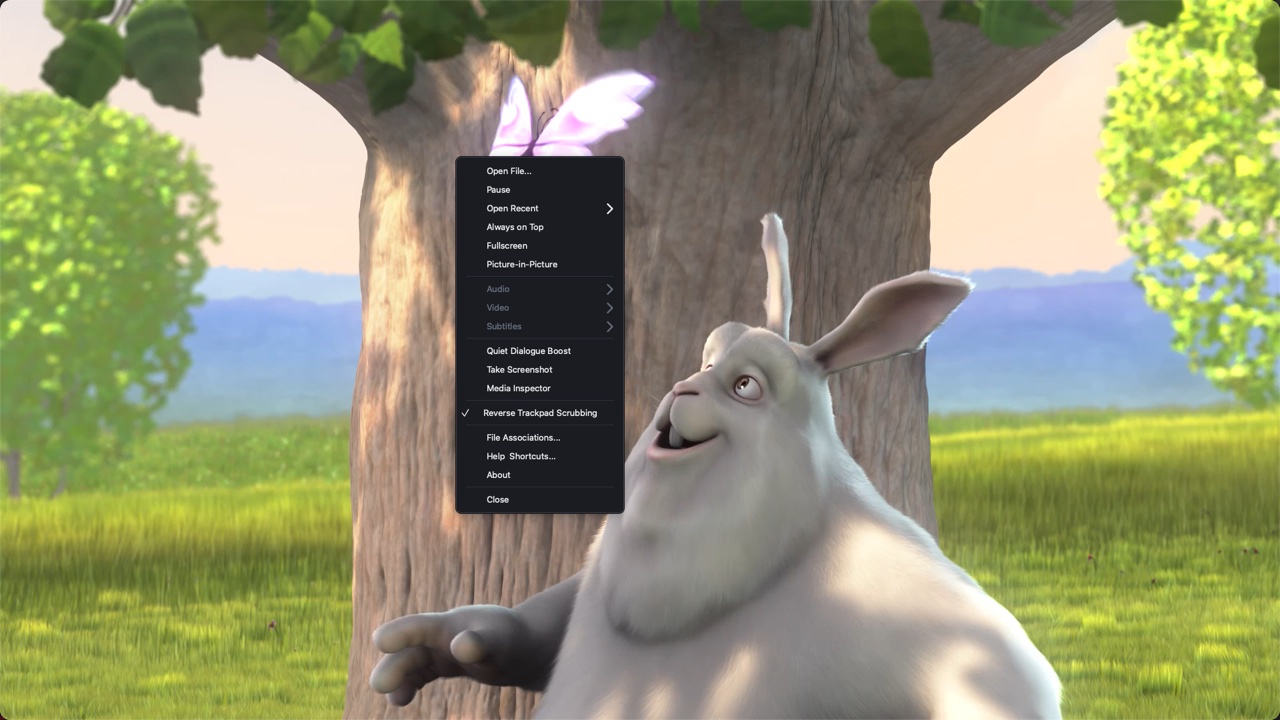 Open File...
Pause
Open Recent
Always on Top
Fullscreen
Picture-in-Picture
Audio
Video
Subtitles
Quiet Dialogue Boost
Take Screenshot
Media Inspector
Reverse Trackpad Scrubbing
File Associations...
Help Shortcuts...
About
Close